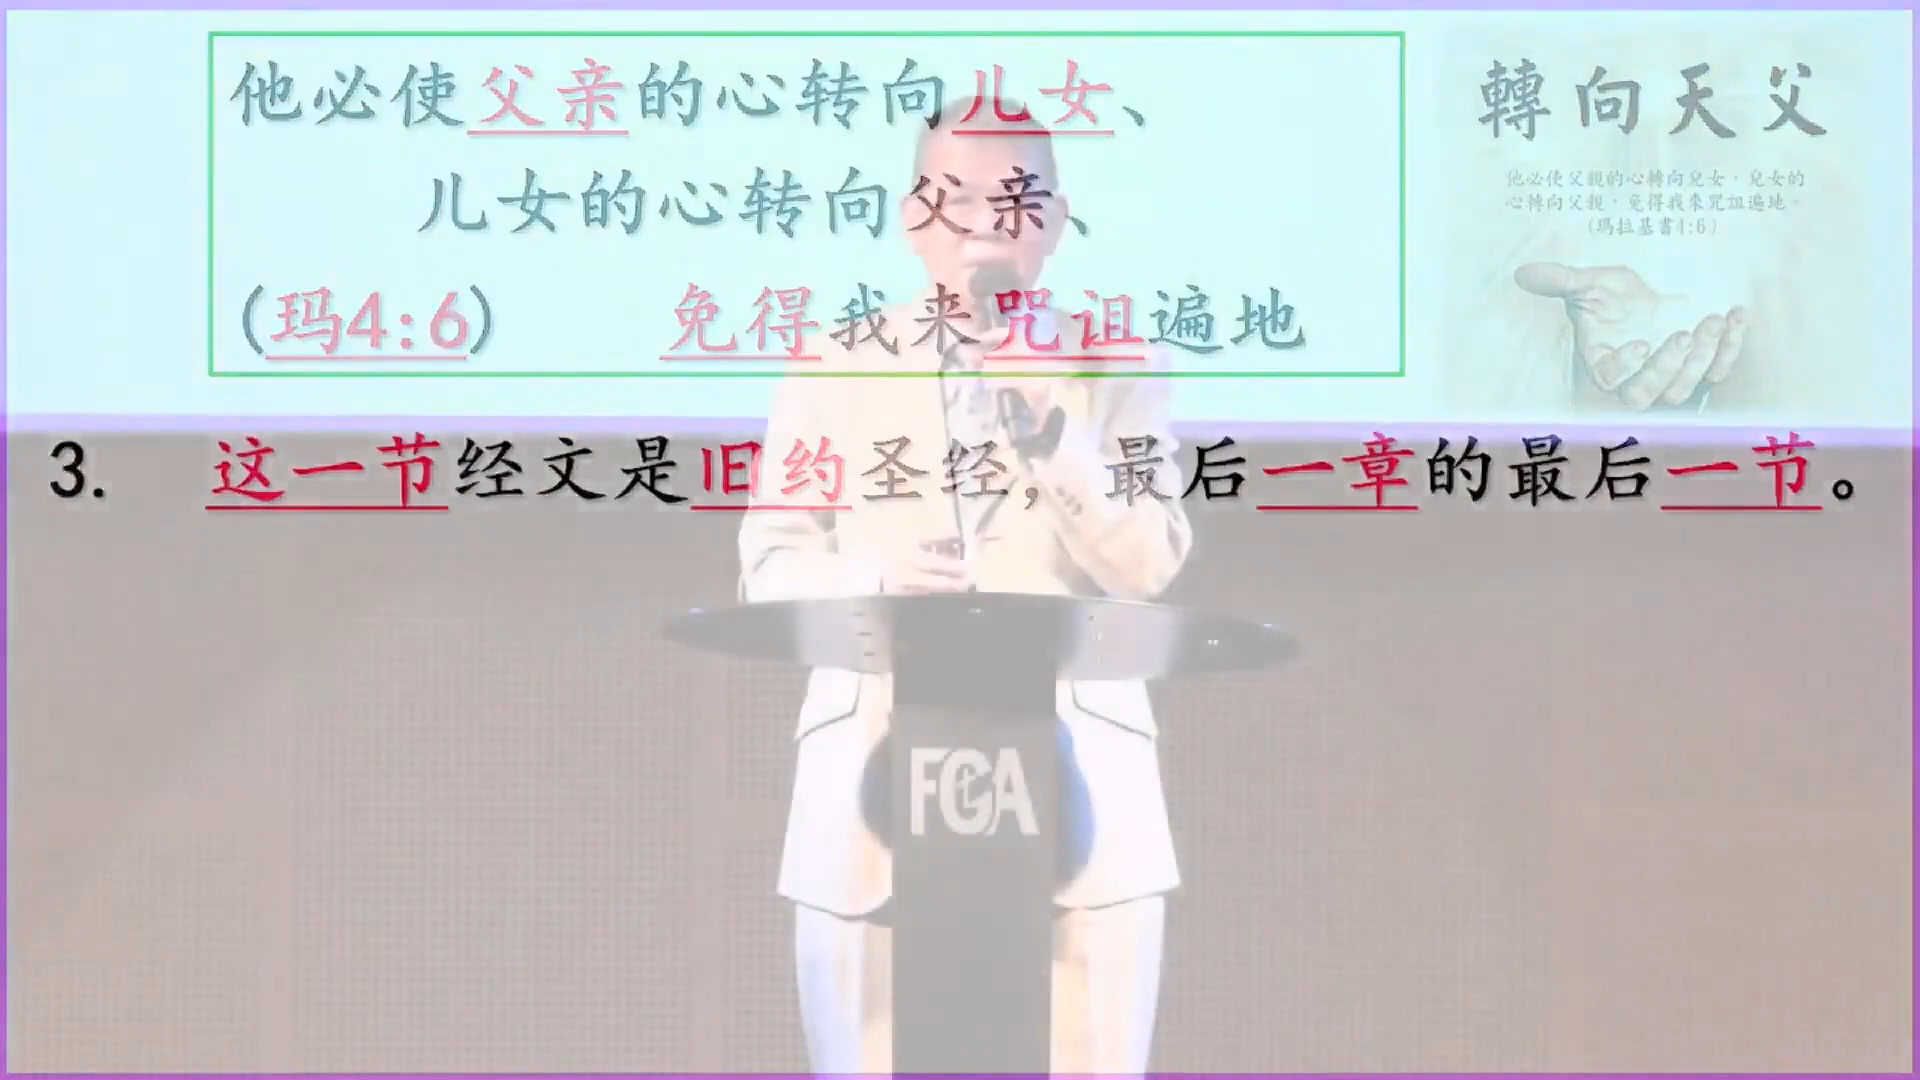 他必使父亲的心转向儿女、
儿女的心转向父亲、
(玛4:6) 免得我来咒诅遍地
轉向天父
他必使父親的心轉向兒女，兒女的
心轉向父親，免得我來咒詛遍地。
(瑪拉基書4:6)
3. 这一节经文是旧约圣经，最后一章的最后一节。
FGA